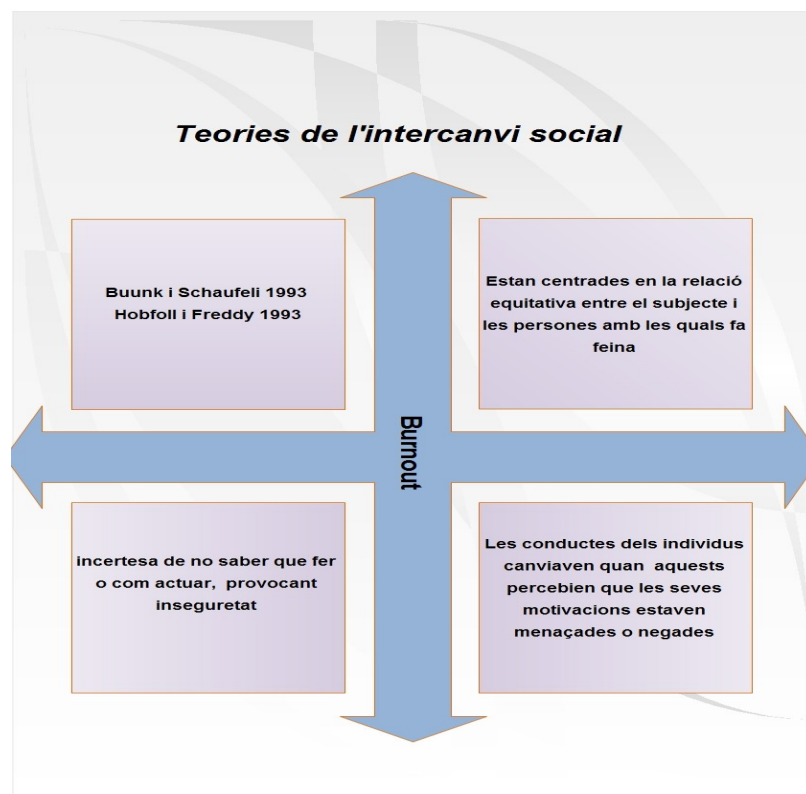 Teories de l'intercanvi social
Buunk i Schaufeli 1993
Hobfoll i Freddy 1993
Estan centrades en la relació
equitativa entre el subjecte i
les persones amb les quals fa
feina
Burnout
incertesa de no saber que fer
o com actuar, provocant
inseguretat
Les conductes dels individus
canviaven quan aquests
percebien que les seves
motivacions estaven
menaçades o negades